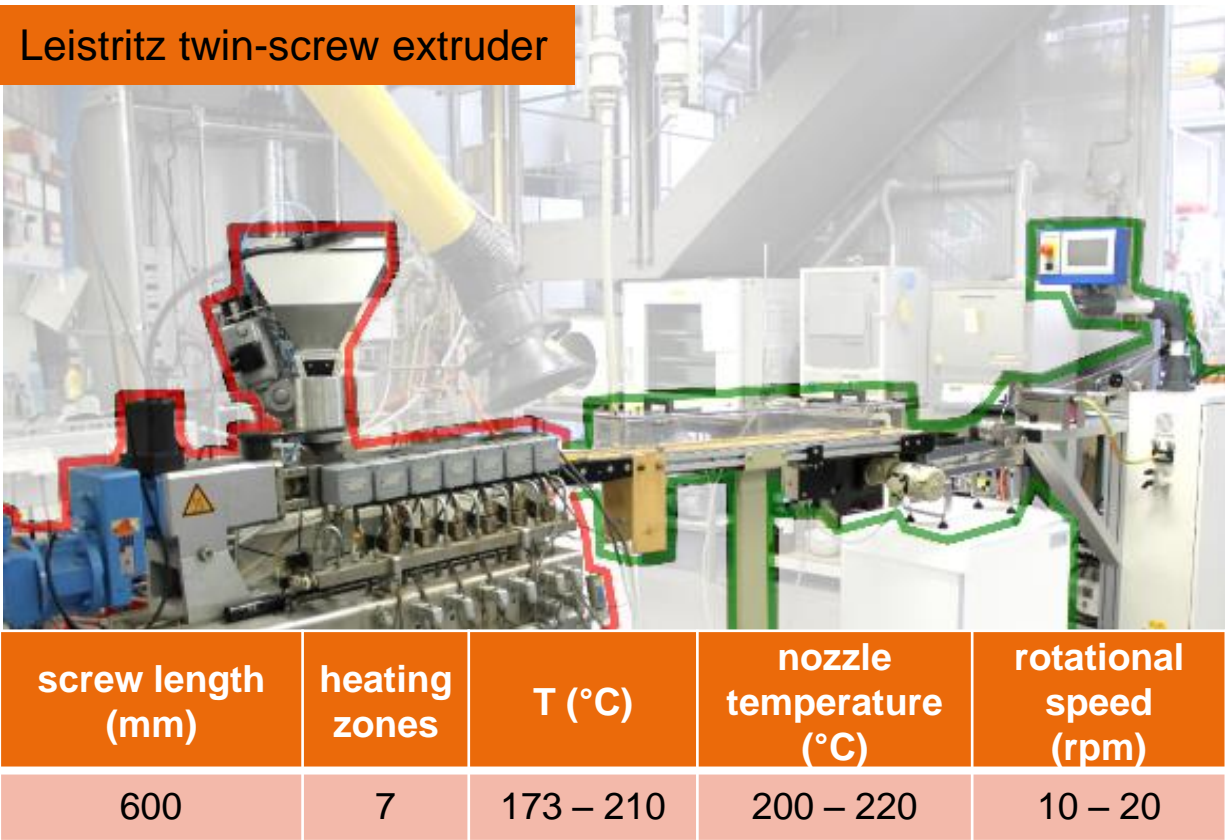 Leistritz twin-screw extruder
screw length
(mm)
heating
zones
T (°C)
nozzle
temperature
(°C)
rotational
speed
(rpm)
600
7
173 – 210
200 – 220
10 – 20